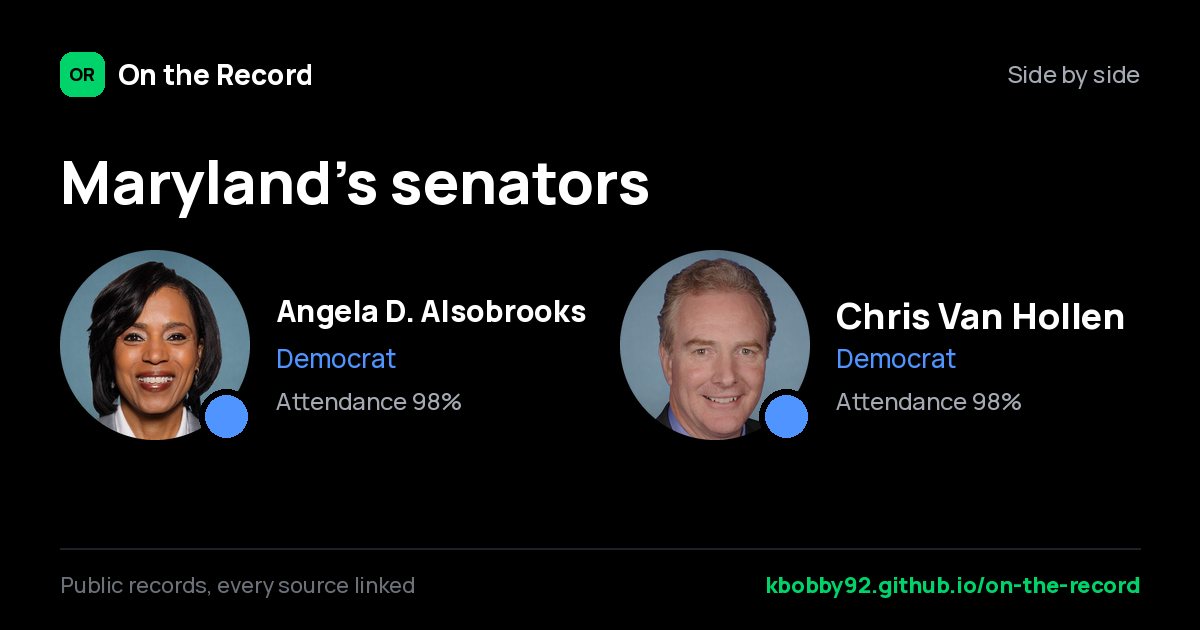 OR On the Record
Side by side
Maryland’s senators
Angela D. Alsobrooks
Democrat
Attendance 98%
Chris Van Hollen
Democrat
Attendance 98%
Public records, every source linked
kbobby92.github.io/on-the-record